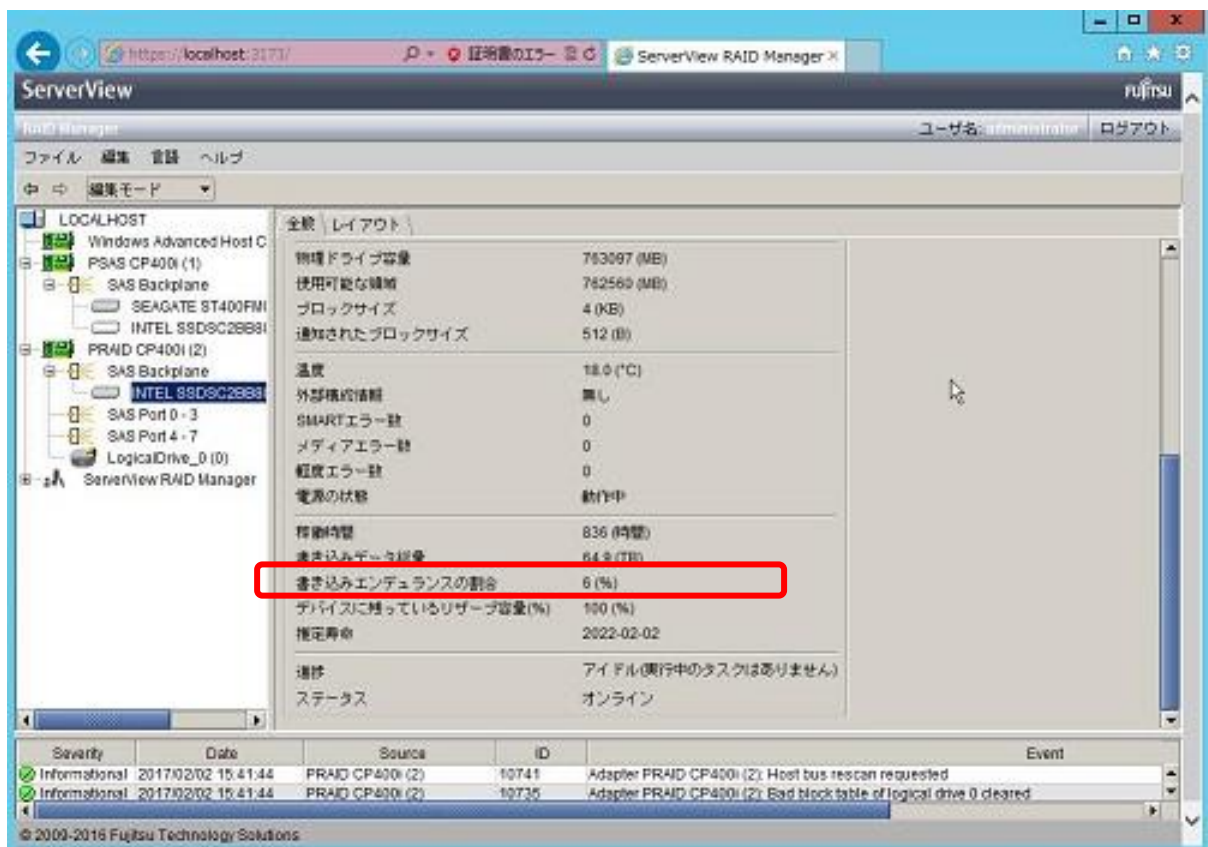 https://localhost:3173/
証明書のエラー
ServerView RAID Manager
ServerView
FUJITSU
RAID Manager
ユーザ名: administrator
ログアウト
ファイル 編集 言語 ヘルプ
編集モード
LOCALHOST
Windows Advanced Host C
PSAS CP400i (1)
SAS Backplane
SEAGATE ST400FM
INTEL SSDSC2BB8
PRAID CP400i (2)
SAS Backplane
INTEL SSDSC2BB8
SAS Port 0 - 3
SAS Port 4 - 7
LogicalDrive_0 (0)
ServerView RAID Manager
全般 レイアウト
物理ドライブ容量 763097 (MB)
使用可能な領域 762560 (MB)
ブロックサイズ 4 (KB)
通知されたブロックサイズ 512 (B)
温度 18.0 (°C)
外部構成情報 無し
SMARTエラー数 0
メディアエラー数 0
軽度エラー数 0
電源の状態 動作中
稼働時間 836 (時間)
書き込みデータ総量 64.9 (TB)
書き込みエンデュランスの割合 6 (%)
デバイスに残っているリザーブ容量(%) 100 (%)
推定寿命 2022-02-02
進捗 アイドル(実行中のタスクはありません)
ステータス オンライン
Severity Date Source ID Event
Informational 2017/02/02 15:41:44 PRAID CP400i (2) 10741 Adapter PRAID CP400i (2): Host bus rescan requested
Informational 2017/02/02 15:41:44 PRAID CP400i (2) 10735 Adapter PRAID CP400i (2): Bad block table of logical drive 0 cleared
© 2009-2016 Fujitsu Technology Solutions